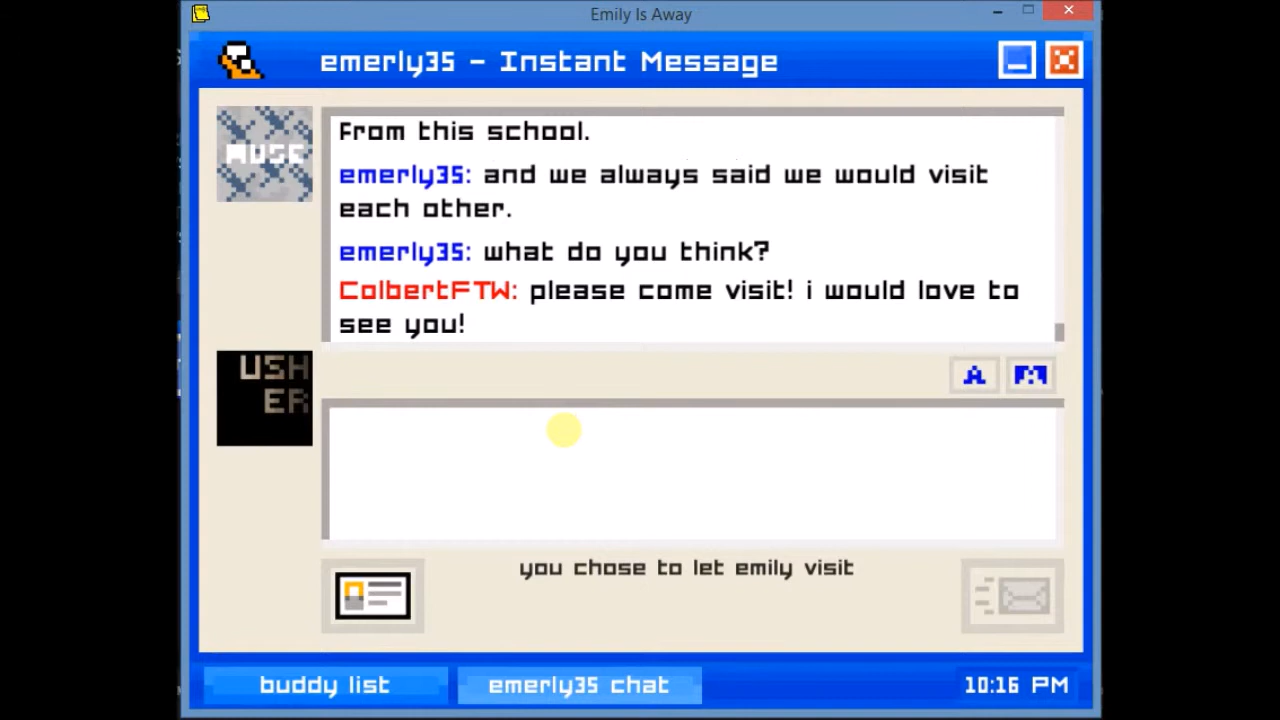 Emily Is Away
emerly35 - Instant Message
MUSE
From this school.
emerly35: and we always said we would visit
each other.
emerly35: what do you think?
ColbertFTW: please come visit! i would love to
see you!
USH
ER
A
you chose to let emily visit
buddy list
emerly35 chat
10:16 PM